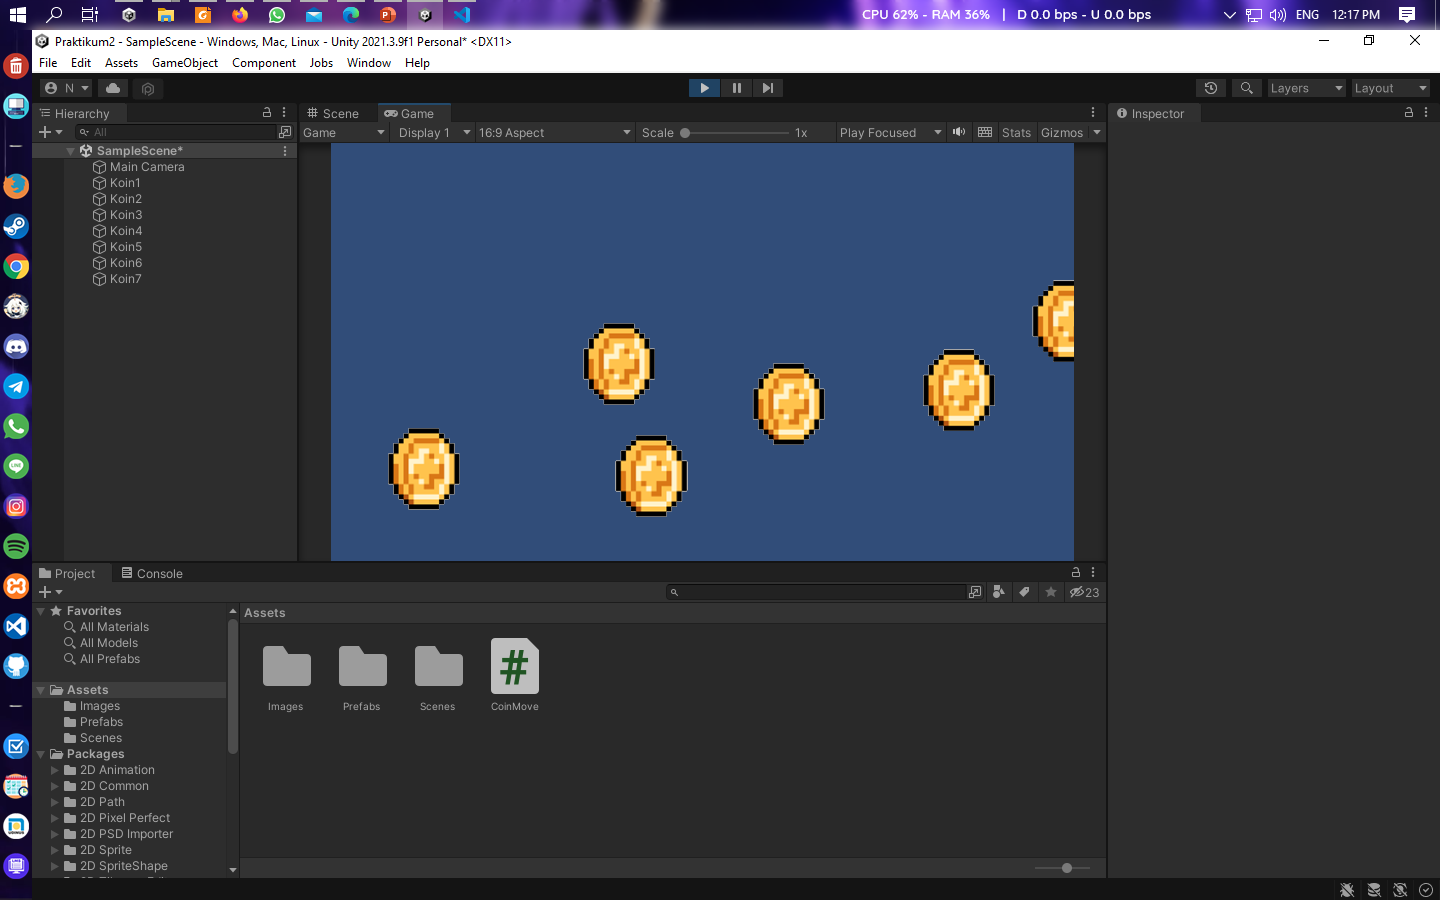 CPU 62% - RAM 36% | D 0.0 bps - U 0.0 bps
ENG 12:17 PM
Praktikum2 - SampleScene - Windows, Mac, Linux - Unity 2021.3.9f1 Personal* <DX11>
File Edit Assets GameObject Component Jobs Window Help
N
Layers Layout
Hierarchy
Scene Game
Inspector
All
Game Display 1 16:9 Aspect Scale 1x Play Focused Stats Gizmos
SampleScene*
Main Camera
Koin1
Koin2
Koin3
Koin4
Koin5
Koin6
Koin7
Project Console
23
Favorites
All Materials
All Models
All Prefabs
Assets
Images
Prefabs
Scenes
Packages
2D Animation
2D Common
2D Path
2D Pixel Perfect
2D PSD Importer
2D Sprite
2D SpriteShape
Assets
Images Prefabs Scenes CoinMove